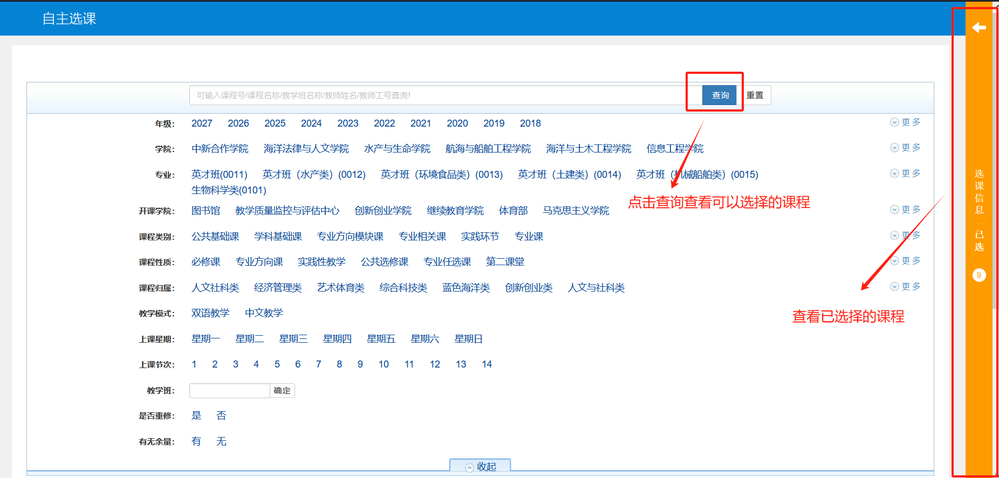 自主选课
可输入课程号/课程名称/教学班名称/教师姓名/教师工号查询! 查询 重置
年级: 2027 2026 2025 2024 2023 2022 2021 2020 2019 2018 更多
学院: 中新合作学院 海洋法律与人文学院 水产与生命学院 航海与船舶工程学院 海洋与土木工程学院 信息工程学院 更多
专业: 英才班(0011) 英才班（水产类）(0012) 英才班（环境食品类）(0013) 英才班（土建类）(0014) 英才班（机械船舶类）(0015) 更多
生物科学类(0101)
点击查询查看可以选择的课程
开课学院: 图书馆 教学质量监控与评估中心 创新创业学院 继续教育学院 体育部 马克思主义学院 更多
课程类别: 公共基础课 学科基础课 专业方向模块课 专业相关课 实践环节 专业课 更多
课程性质: 必修课 专业方向课 实践性教学 公共选修课 专业任选课 第二课堂 更多
课程归属: 人文社科类 经济管理类 艺术体育类 综合科技类 蓝色海洋类 创新创业类 人文与社科类 更多
教学模式: 双语教学 中文教学
查看已选择的课程
上课星期: 星期一 星期二 星期三 星期四 星期五 星期六 星期日
上课节次: 1 2 3 4 5 6 7 8 9 10 11 12 13 14
教学班: 确定
是否重修: 是 否
有无余量: 有 无
收起
选课信息
已选
9